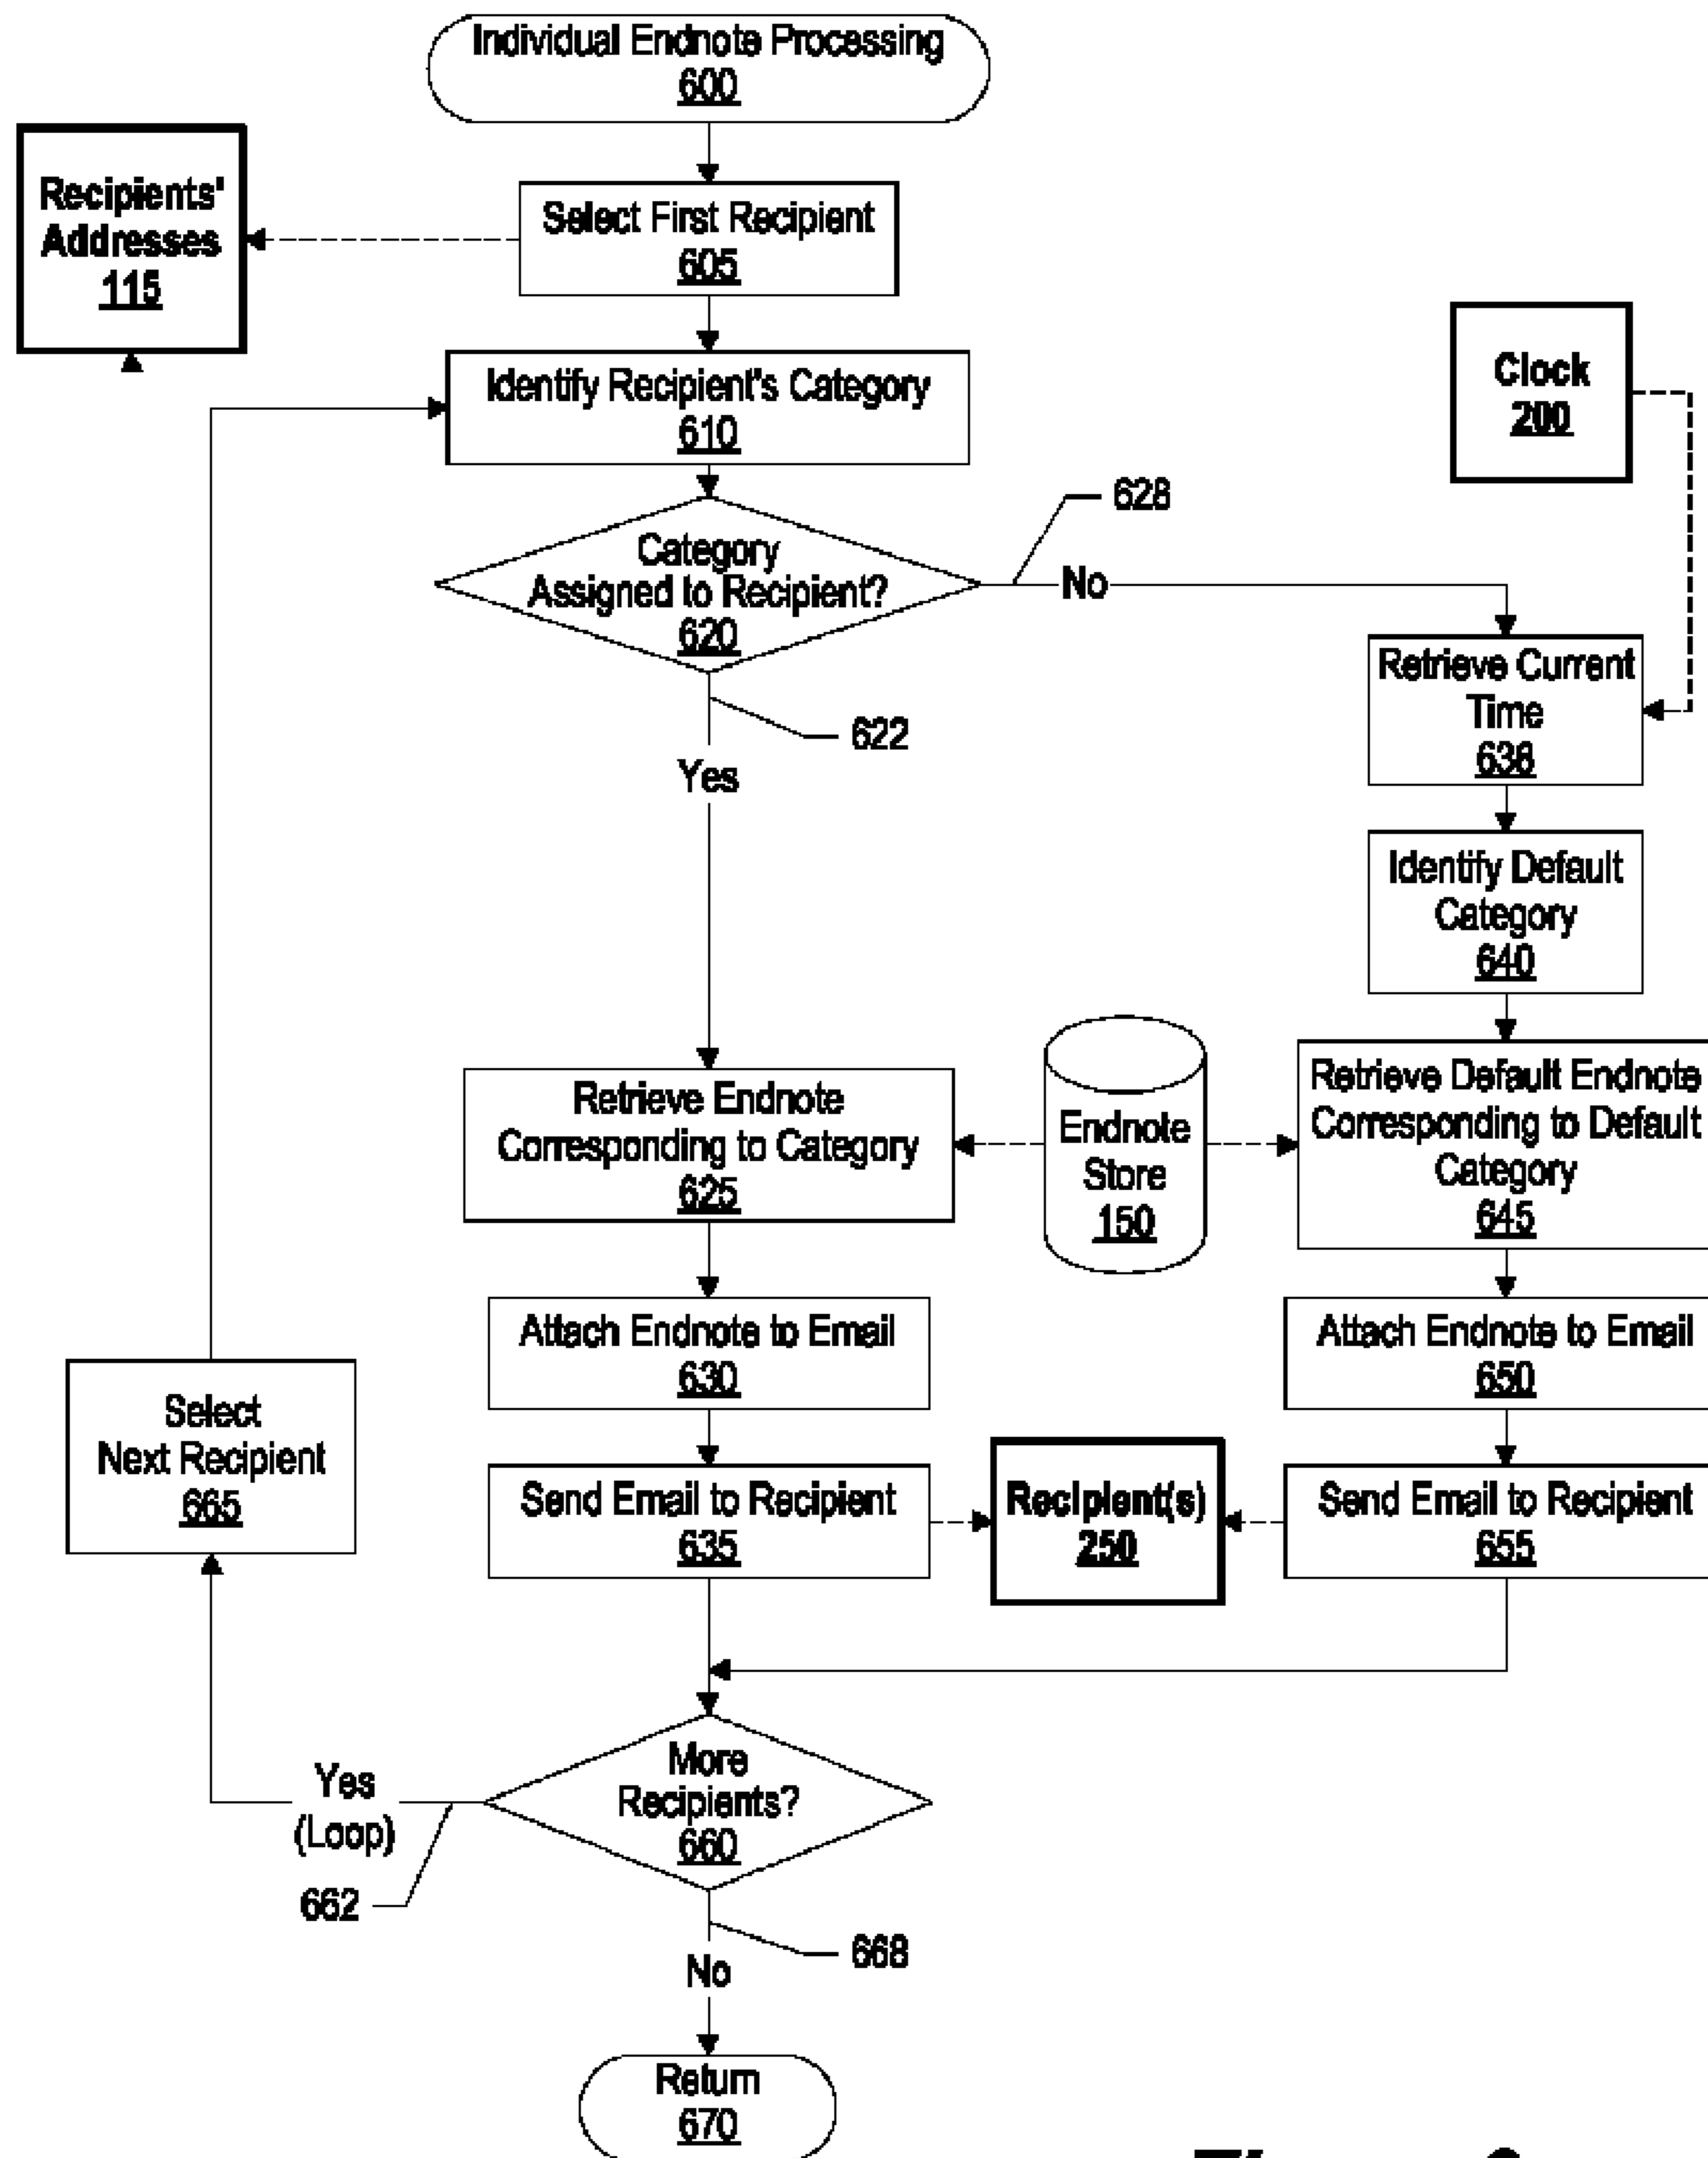 Individual Endnote Processing
600
Recipients'
Addresses
115
Select First Recipient
605
Identify Recipient's Category
610
Clock
200
628
Category
Assigned to Recipient?
620
No
Retrieve Current
Time
638
622
Yes
Identify Default
Category
640
Retrieve Endnote
Corresponding to Category
625
Endnote
Store
150
Retrieve Default Endnote
Corresponding to Default
Category
645
Attach Endnote to Email
630
Attach Endnote to Email
650
Select
Next Recipient
665
Send Email to Recipient
635
Recipient(s)
250
Send Email to Recipient
655
More
Recipients?
660
Yes
(Loop)
662
668
No
Return
670